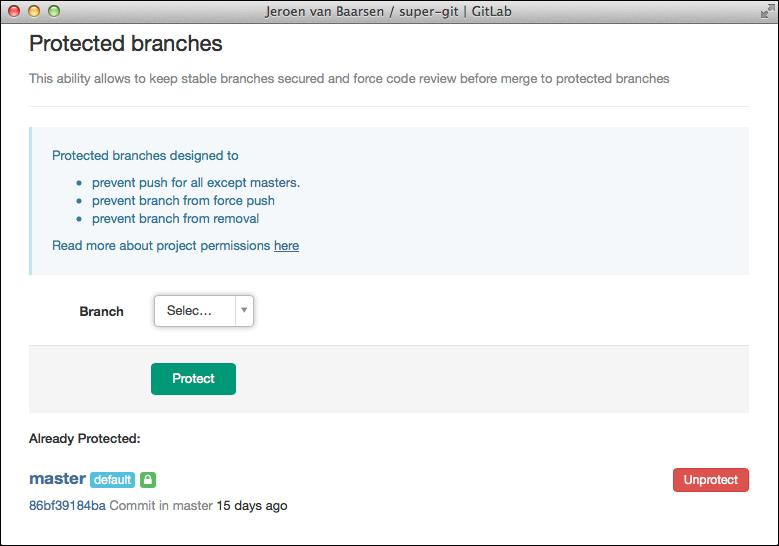 Jeroen van Baarsen / super-git | GitLab
Protected branches
This ability allows to keep stable branches secured and force code review before merge to protected branches
Protected branches designed to
• prevent push for all except masters.
• prevent branch from force push
• prevent branch from removal
Read more about project permissions here
Branch Selec...
Protect
Already Protected:
master default Unprotect
86bf39184ba Commit in master 15 days ago